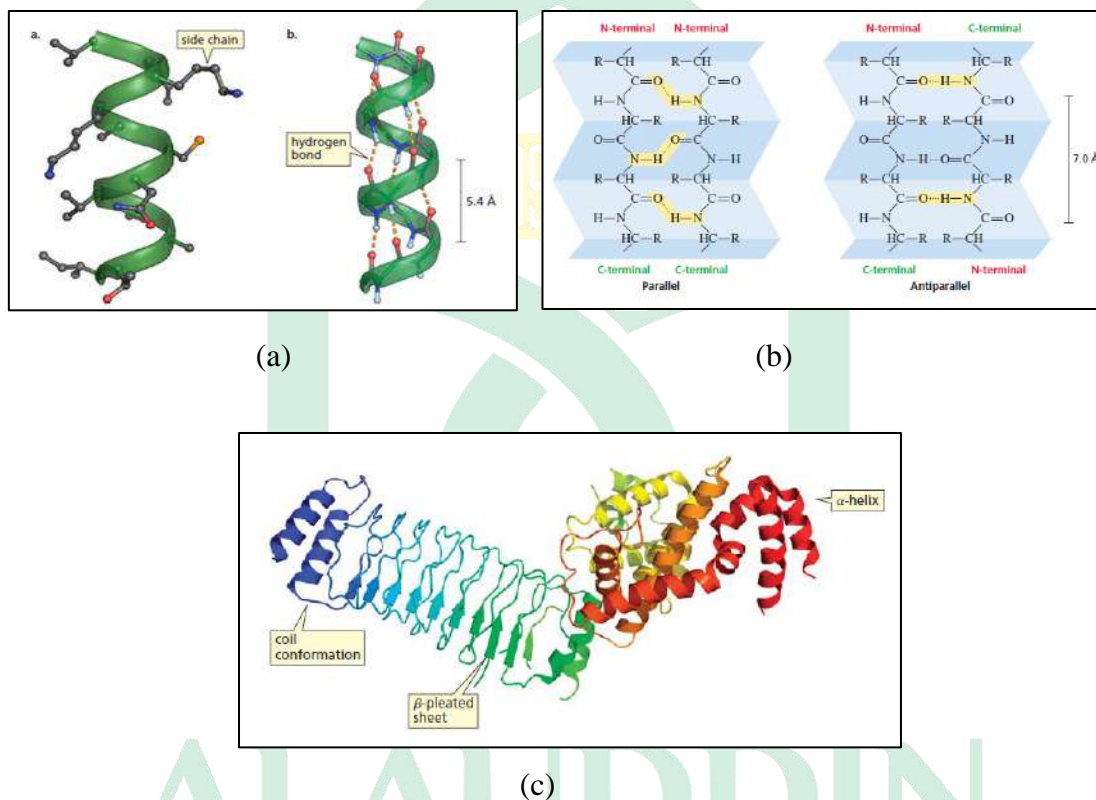 a.
side chain
b.
hydrogen
bond
5.4 Å
N-terminal N-terminal
R—CH R—CH
C=O C=O
H—N H—N
HC—R HC—R
O=C O=C
N—H N—H
R—CH R—CH
C=O C=O
H—N H—N
HC—R HC—R
C-terminal C-terminal
Parallel
N-terminal C-terminal
R—CH HC—R
C=O···H—N
H—N C=O
HC—R R—CH
O=C N—H
N—H O=C
R—CH HC—R
C=O···H—N
H—N C=O
HC—R R—CH
7.0 Å
C-terminal N-terminal
Antiparallel
(a)
(b)
α-helix
coil
conformation
β-pleated
sheet
ALAUDDIN
(c)